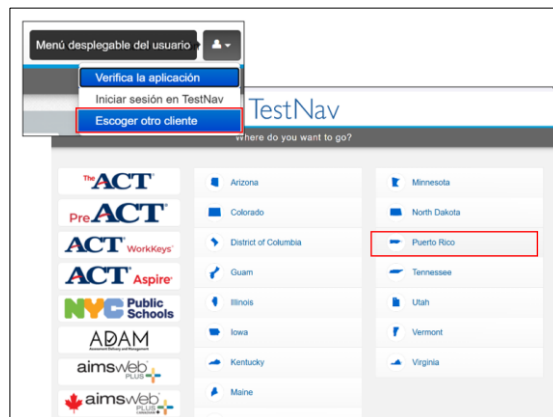 Menú desplegable del usuario
Verifica la aplicación
Iniciar sesión en TestNav
Escoger otro cliente
TestNav
Where do you want to go?
The ACT
PreACT
ACT WorkKeys
ACT Aspire
NYC Public Schools
ADAM
aimsweb PLUS
aimsweb PLUS
Arizona
Colorado
District of Columbia
Guam
Illinois
Iowa
Kentucky
Maine
Minnesota
North Dakota
Puerto Rico
Tennessee
Utah
Vermont
Virginia